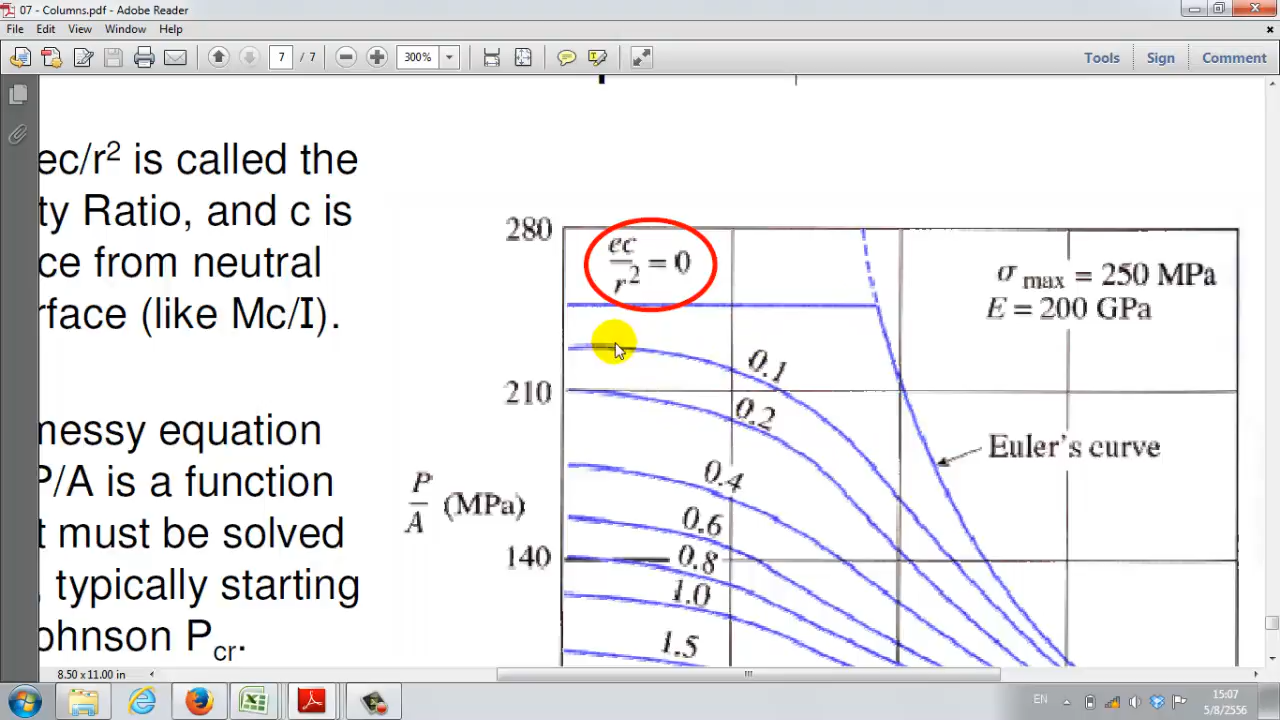 07 - Columns.pdf - Adobe Reader
File Edit View Window Help
7 / 7 300% Tools Sign Comment
ec/r² is called the
ty Ratio, and c is
ce from neutral
rface (like Mc/I).
messy equation
P/A is a function
t must be solved
, typically starting
ohnson Pcr.
280
ec/r² = 0
σ max = 250 MPa
E = 200 GPa
0.1
210
0.2
Euler's curve
0.4
P/A (MPa)
0.6
140
0.8
1.0
1.5
8.50 x 11.00 in
EN
15:07
5/8/2556